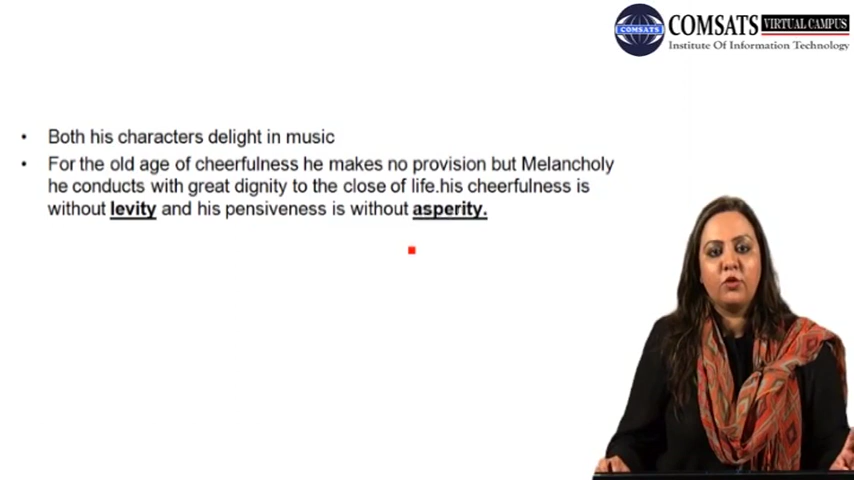 COMSATS VIRTUAL CAMPUS
COMSATS
Institute Of Information Technology
• Both his characters delight in music
• For the old age of cheerfulness he makes no provision but Melancholy
he conducts with great dignity to the close of life.his cheerfulness is
without levity and his pensiveness is without asperity.